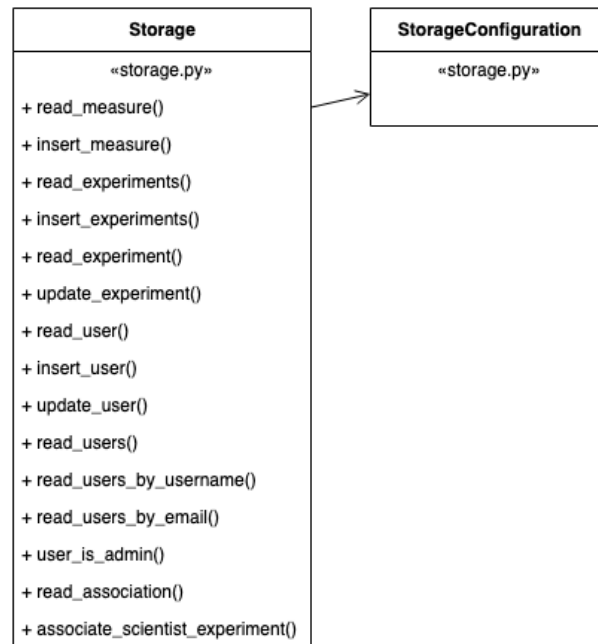 Storage
«storage.py»
+ read_measure()
+ insert_measure()
+ read_experiments()
+ insert_experiments()
+ read_experiment()
+ update_experiment()
+ read_user()
+ insert_user()
+ update_user()
+ read_users()
+ read_users_by_username()
+ read_users_by_email()
+ user_is_admin()
+ read_association()
+ associate_scientist_experiment()
StorageConfiguration
«storage.py»